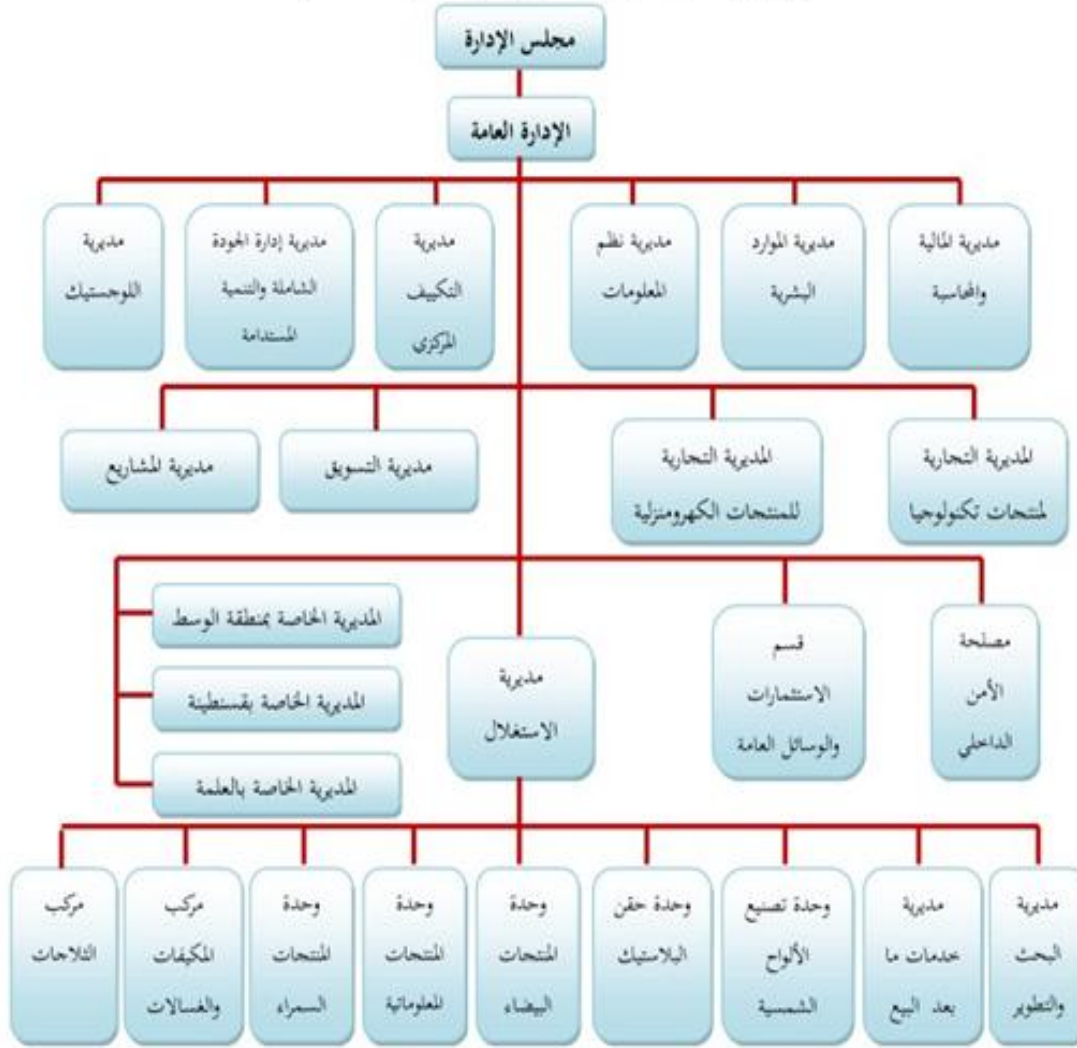 مجلس الإدارة
الإدارة العامة
مديرية المالية
والمحاسبة
مديرية الموارد
البشرية
مديرية نظم
المعلومات
مديرية
التكييف
المركزي
مديرية إدارة الجودة
الشاملة والتنمية
المستدامة
مديرية
اللوجستيك
المديرية التجارية
لمنتجات تكنولوجيا
المديرية التجارية
للمنتجات الكهرومنزلية
مديرية التسويق
مديرية المشاريع
مصلحة
الأمن
الداخلي
قسم
الاستثمارات
والوسائل العامة
مديرية
الاستغلال
المديرية الخاصة بمنطقة الوسط
المديرية الخاصة بقسنطينة
المديرية الخاصة بالعلمة
مديرية
البحث
والتطوير
مديرية
خدمات ما
بعد البيع
وحدة تصنيع
الألواح
الشمسية
وحدة حقن
البلاستيك
وحدة
المنتجات
البيضاء
وحدة
المنتجات
المعلوماتية
وحدة
المنتجات
السمراء
مركب
المكيفات
والغسالات
مركب
الثلاجات